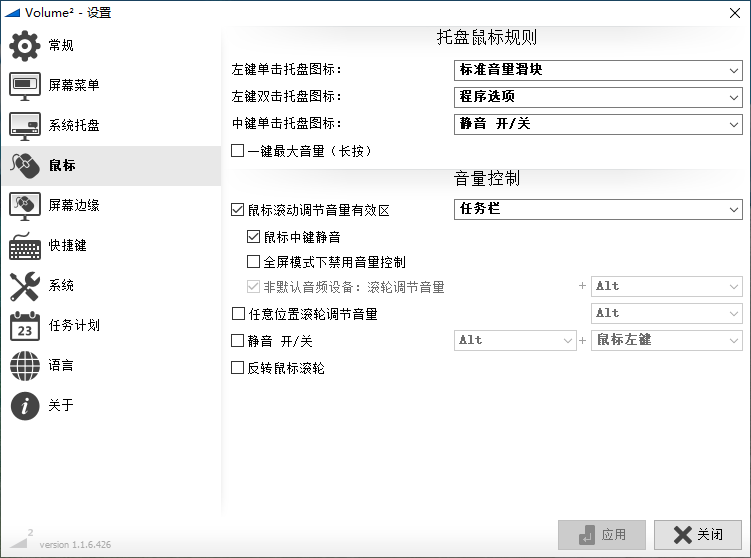 Volume² - 设置
常规
屏幕菜单
系统托盘
鼠标
屏幕边缘
快捷键
系统
23
任务计划
语言
关于
2
version 1.1.6.426
托盘鼠标规则
左键单击托盘图标: 标准音量滑块
左键双击托盘图标: 程序选项
中键单击托盘图标: 静音 开/关
一键最大音量（长按）
音量控制
鼠标滚动调节音量有效区 任务栏
鼠标中键静音
全屏模式下禁用音量控制
非默认音频设备: 滚轮调节音量 + Alt
任意位置滚轮调节音量 Alt
静音 开/关 Alt + 鼠标左键
反转鼠标滚轮
应用
关闭